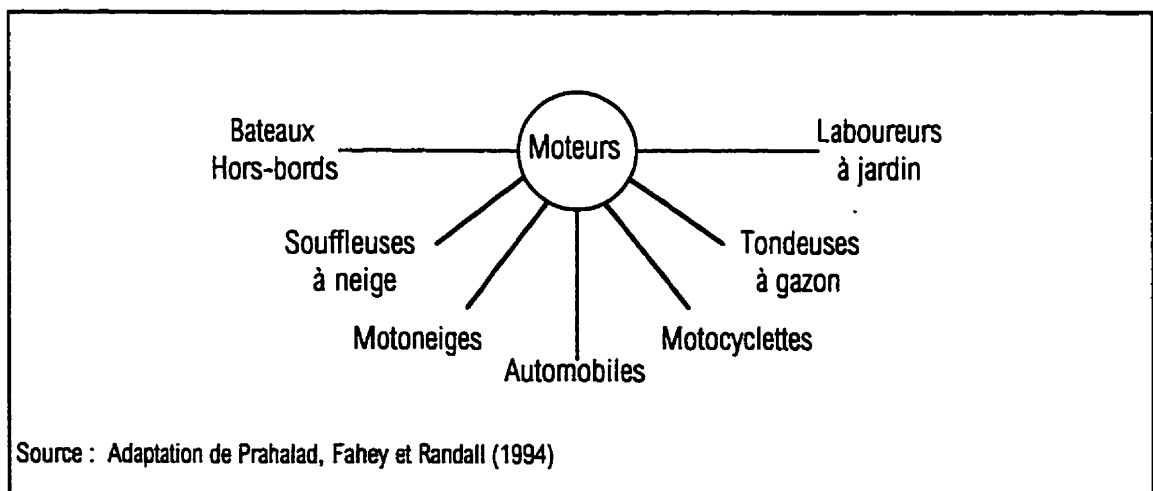 Bateaux
Hors-bords
Moteurs
Laboureurs
à jardin
Souffleuses
à neige
Tondeuses
à gazon
Motoneiges
Motocyclettes
Automobiles
Source : Adaptation de Prahalad, Fahey et Randall (1994)